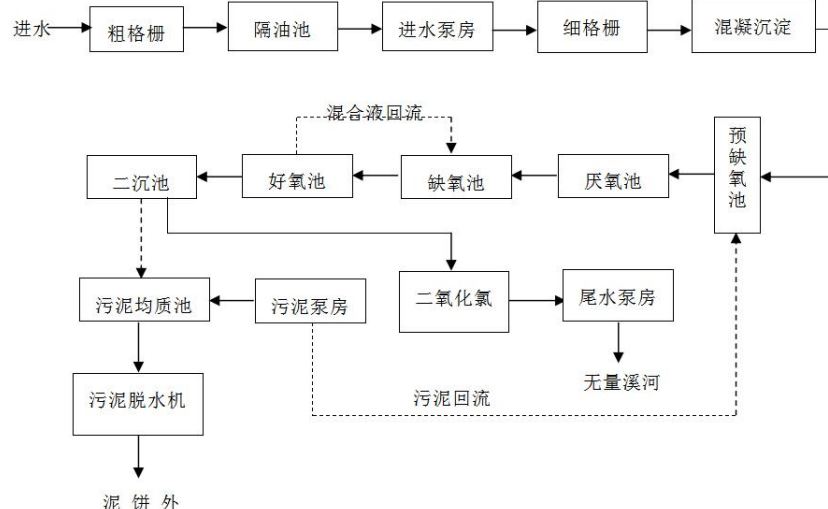 进水
粗格栅
隔油池
进水泵房
细格栅
混凝沉淀
混合液回流
预缺氧池
二沉池
好氧池
缺氧池
厌氧池
污泥均质池
污泥泵房
二氧化氯
尾水泵房
无量溪河
污泥脱水机
污泥回流
泥饼外